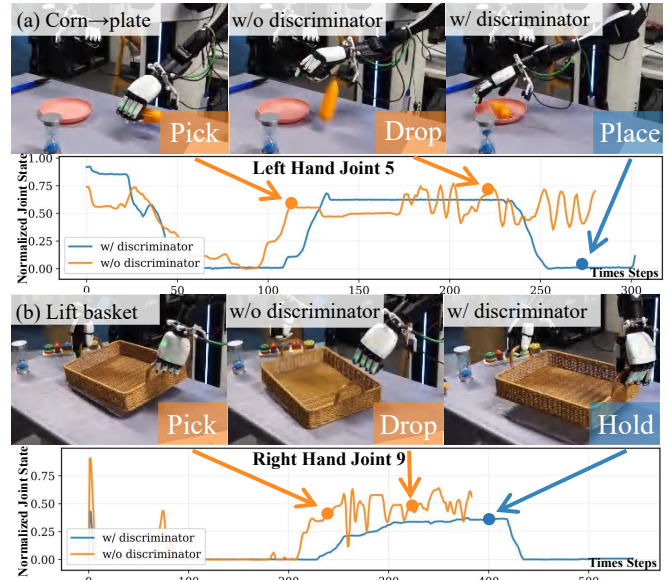 (a) Corn→plate
w/o discriminator
w/ discriminator
Pick
Drop
Place
Normalized Joint State
1.00
0.75
0.50
0.25
0.00
Left Hand Joint 5
w/ discriminator
w/o discriminator
Times Steps
0
50
100
150
200
250
300
(b) Lift basket
w/o discriminator
w/ discriminator
Pick
Drop
Hold
Normalized Joint State
0.75
0.50
0.25
0.00
Right Hand Joint 9
w/ discriminator
w/o discriminator
Times Steps
0
300
400